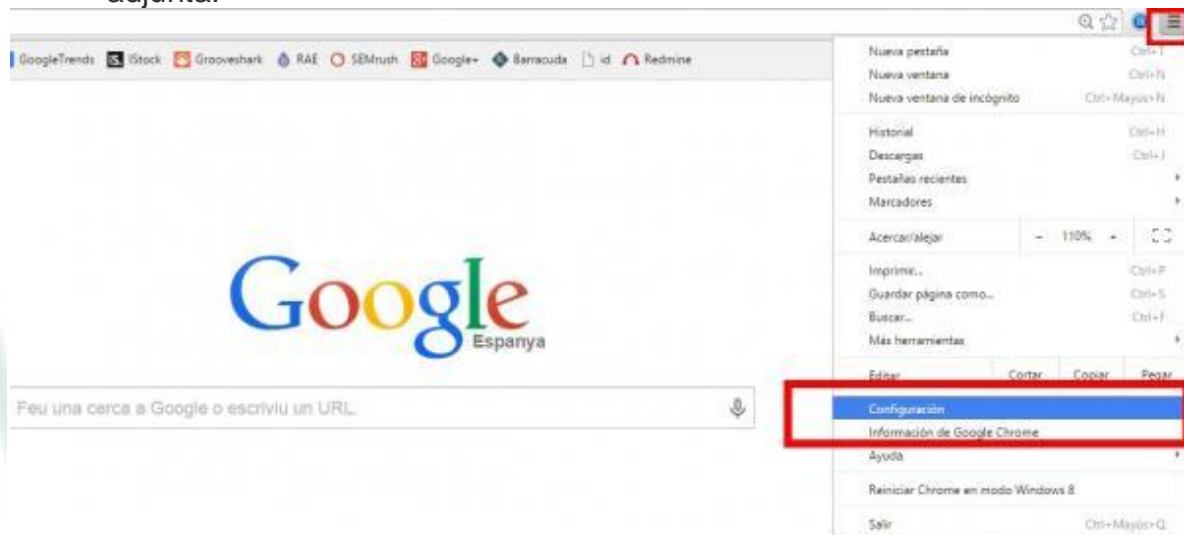 adjunta.
GoogleTrends iStock Grooveshark RAE SEMrush Google+ Barracuda id Redmine
Nueva pestaña Ctrl+T
Nueva ventana Ctrl+N
Nueva ventana de incógnito Ctrl+Mayús+N
Historial Ctrl+H
Descargas Ctrl+J
Pestañas recientes
Marcadores
Acercar/alejar - 110% +
Imprimir... Ctrl+P
Guardar página como... Ctrl+S
Buscar... Ctrl+F
Más herramientas
Editar Cortar Copiar Pegar
Configuración
Información de Google Chrome
Ayuda
Reiniciar Chrome en modo Windows 8
Salir Ctrl+Mayús+Q
Google
Espanya
Feu una cerca a Google o escriviu un URL.